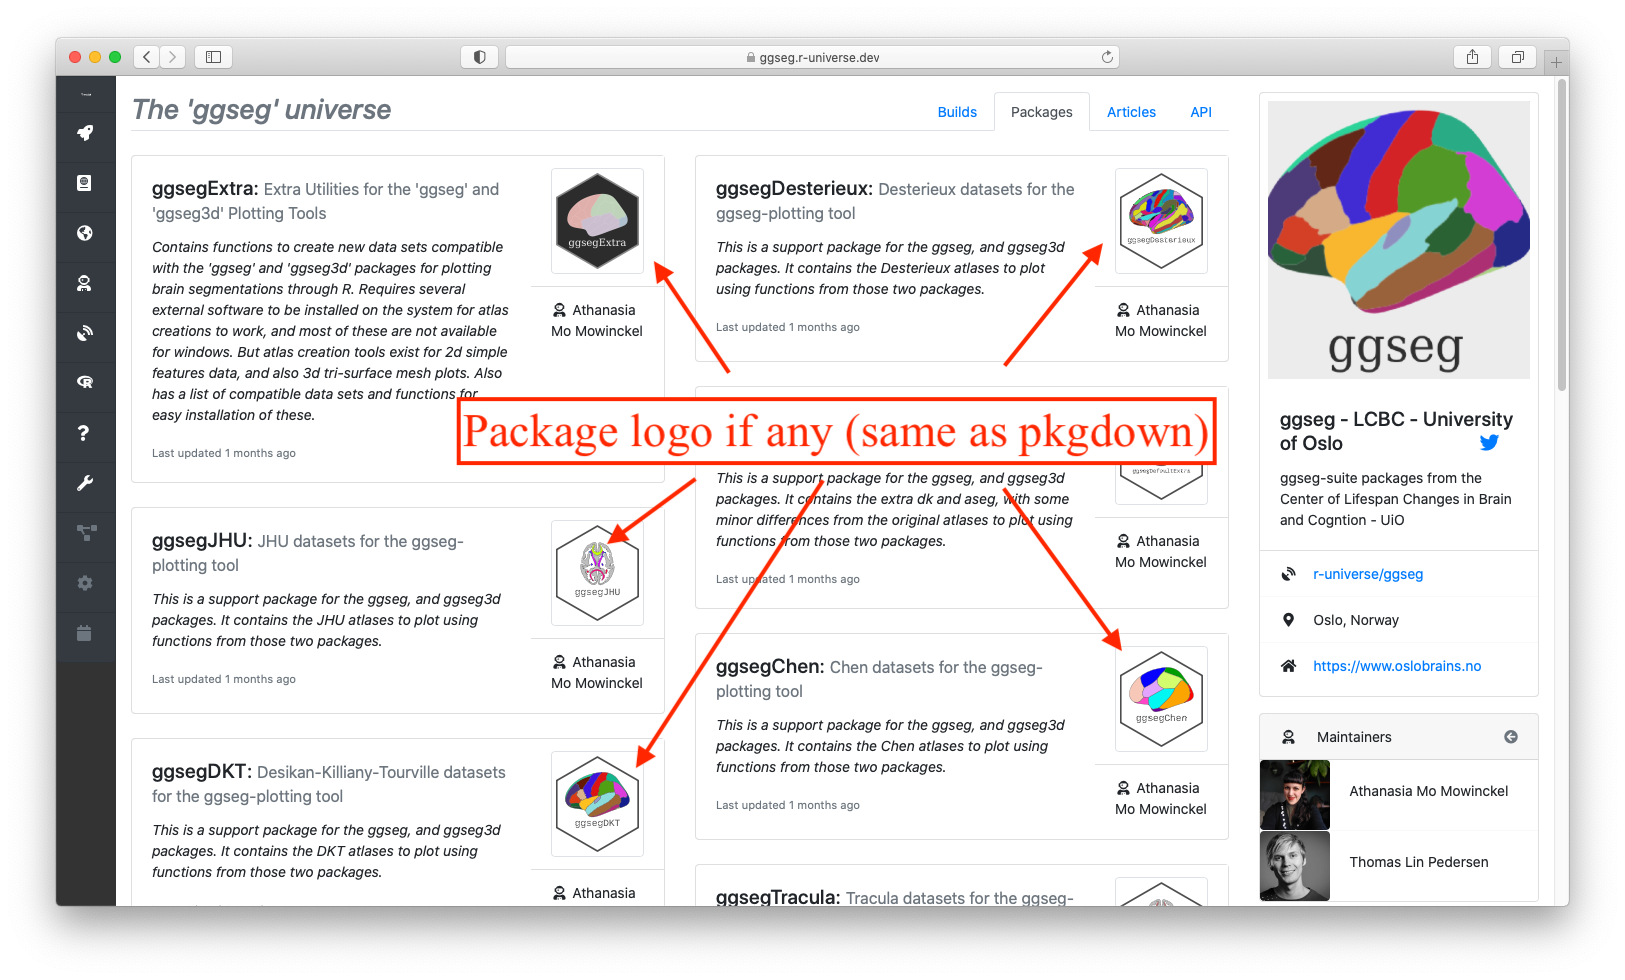 ggseg.r-universe.dev
The 'ggseg' universe
Builds
Packages
Articles
API
ggsegExtra: Extra Utilities for the 'ggseg' and
'ggseg3d' Plotting Tools
Contains functions to create new data sets compatible
with the 'ggseg' and 'ggseg3d' packages for plotting
brain segmentations through R. Requires several
external software to be installed on the system for atlas
creations to work, and most of these are not available
for windows. But atlas creation tools exist for 2d simple
features data, and also 3d tri-surface mesh plots. Also
has a list of compatible data sets and functions for
easy installation of these.
Last updated 1 months ago
ggsegExtra
Athanasia
Mo Mowinckel
ggsegDesterieux: Desterieux datasets for the
ggseg-plotting tool
This is a support package for the ggseg, and ggseg3d
packages. It contains the Desterieux atlases to plot
using functions from those two packages.
Last updated 1 months ago
ggsegDesterieux
Athanasia
Mo Mowinckel
Package logo if any (same as pkgdown)
This is a support package for the ggseg, and ggseg3d
packages. It contains the extra dk and aseg, with some
minor differences from the original atlases to plot using
functions from those two packages.
Last updated 1 months ago
ggsegDefaultExtra
Athanasia
Mo Mowinckel
ggsegJHU: JHU datasets for the ggseg-
plotting tool
This is a support package for the ggseg, and ggseg3d
packages. It contains the JHU atlases to plot using
functions from those two packages.
Last updated 1 months ago
ggsegJHU
Athanasia
Mo Mowinckel
ggsegChen: Chen datasets for the ggseg-
plotting tool
This is a support package for the ggseg, and ggseg3d
packages. It contains the Chen atlases to plot using
functions from those two packages.
Last updated 1 months ago
ggsegChen
Athanasia
Mo Mowinckel
ggsegDKT: Desikan-Killiany-Tourville datasets
for the ggseg-plotting tool
This is a support package for the ggseg, and ggseg3d
packages. It contains the DKT atlases to plot using
functions from those two packages.
ggsegDKT
Athanasia
ggsegTracula: Tracula datasets for the ggseg-
ggseg
ggseg - LCBC - University
of Oslo
ggseg-suite packages from the
Center of Lifespan Changes in Brain
and Cogntion - UiO
r-universe/ggseg
Oslo, Norway
https://www.oslobrains.no
Maintainers
Athanasia Mo Mowinckel
Thomas Lin Pedersen